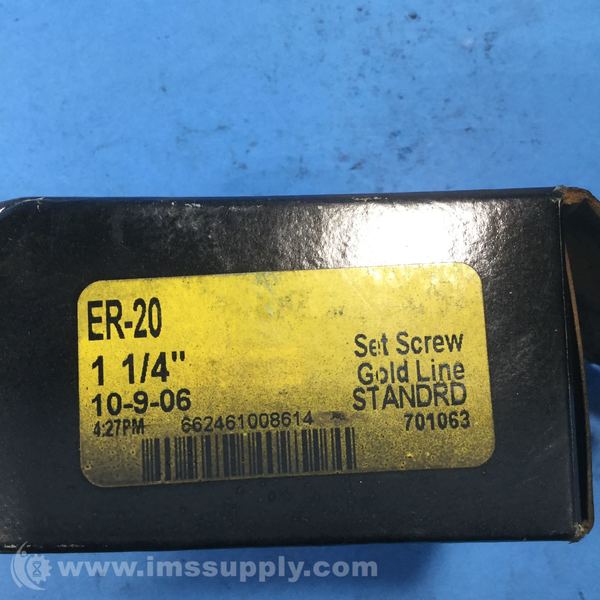 ER-20
1 1/4"
10-9-06
4:27PM
662461008614
Set Screw
Gold Line
STANDRD
701063
www.imssupply.com